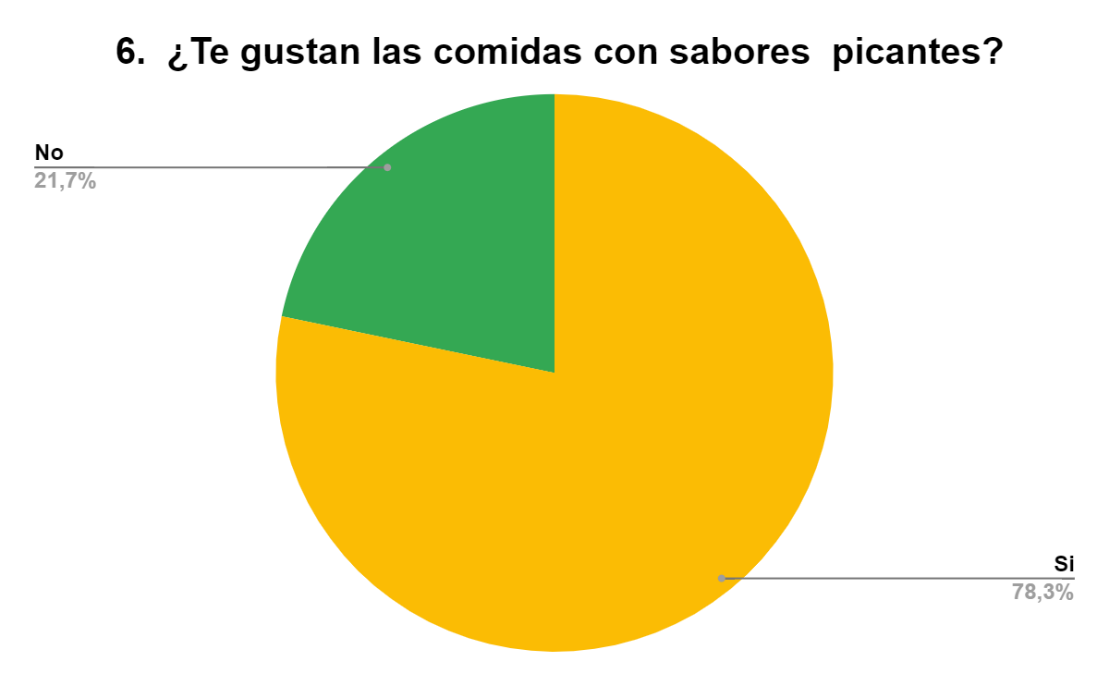 6. ¿Te gustan las comidas con sabores  picantes?
No
21,7%
Si
78,3%